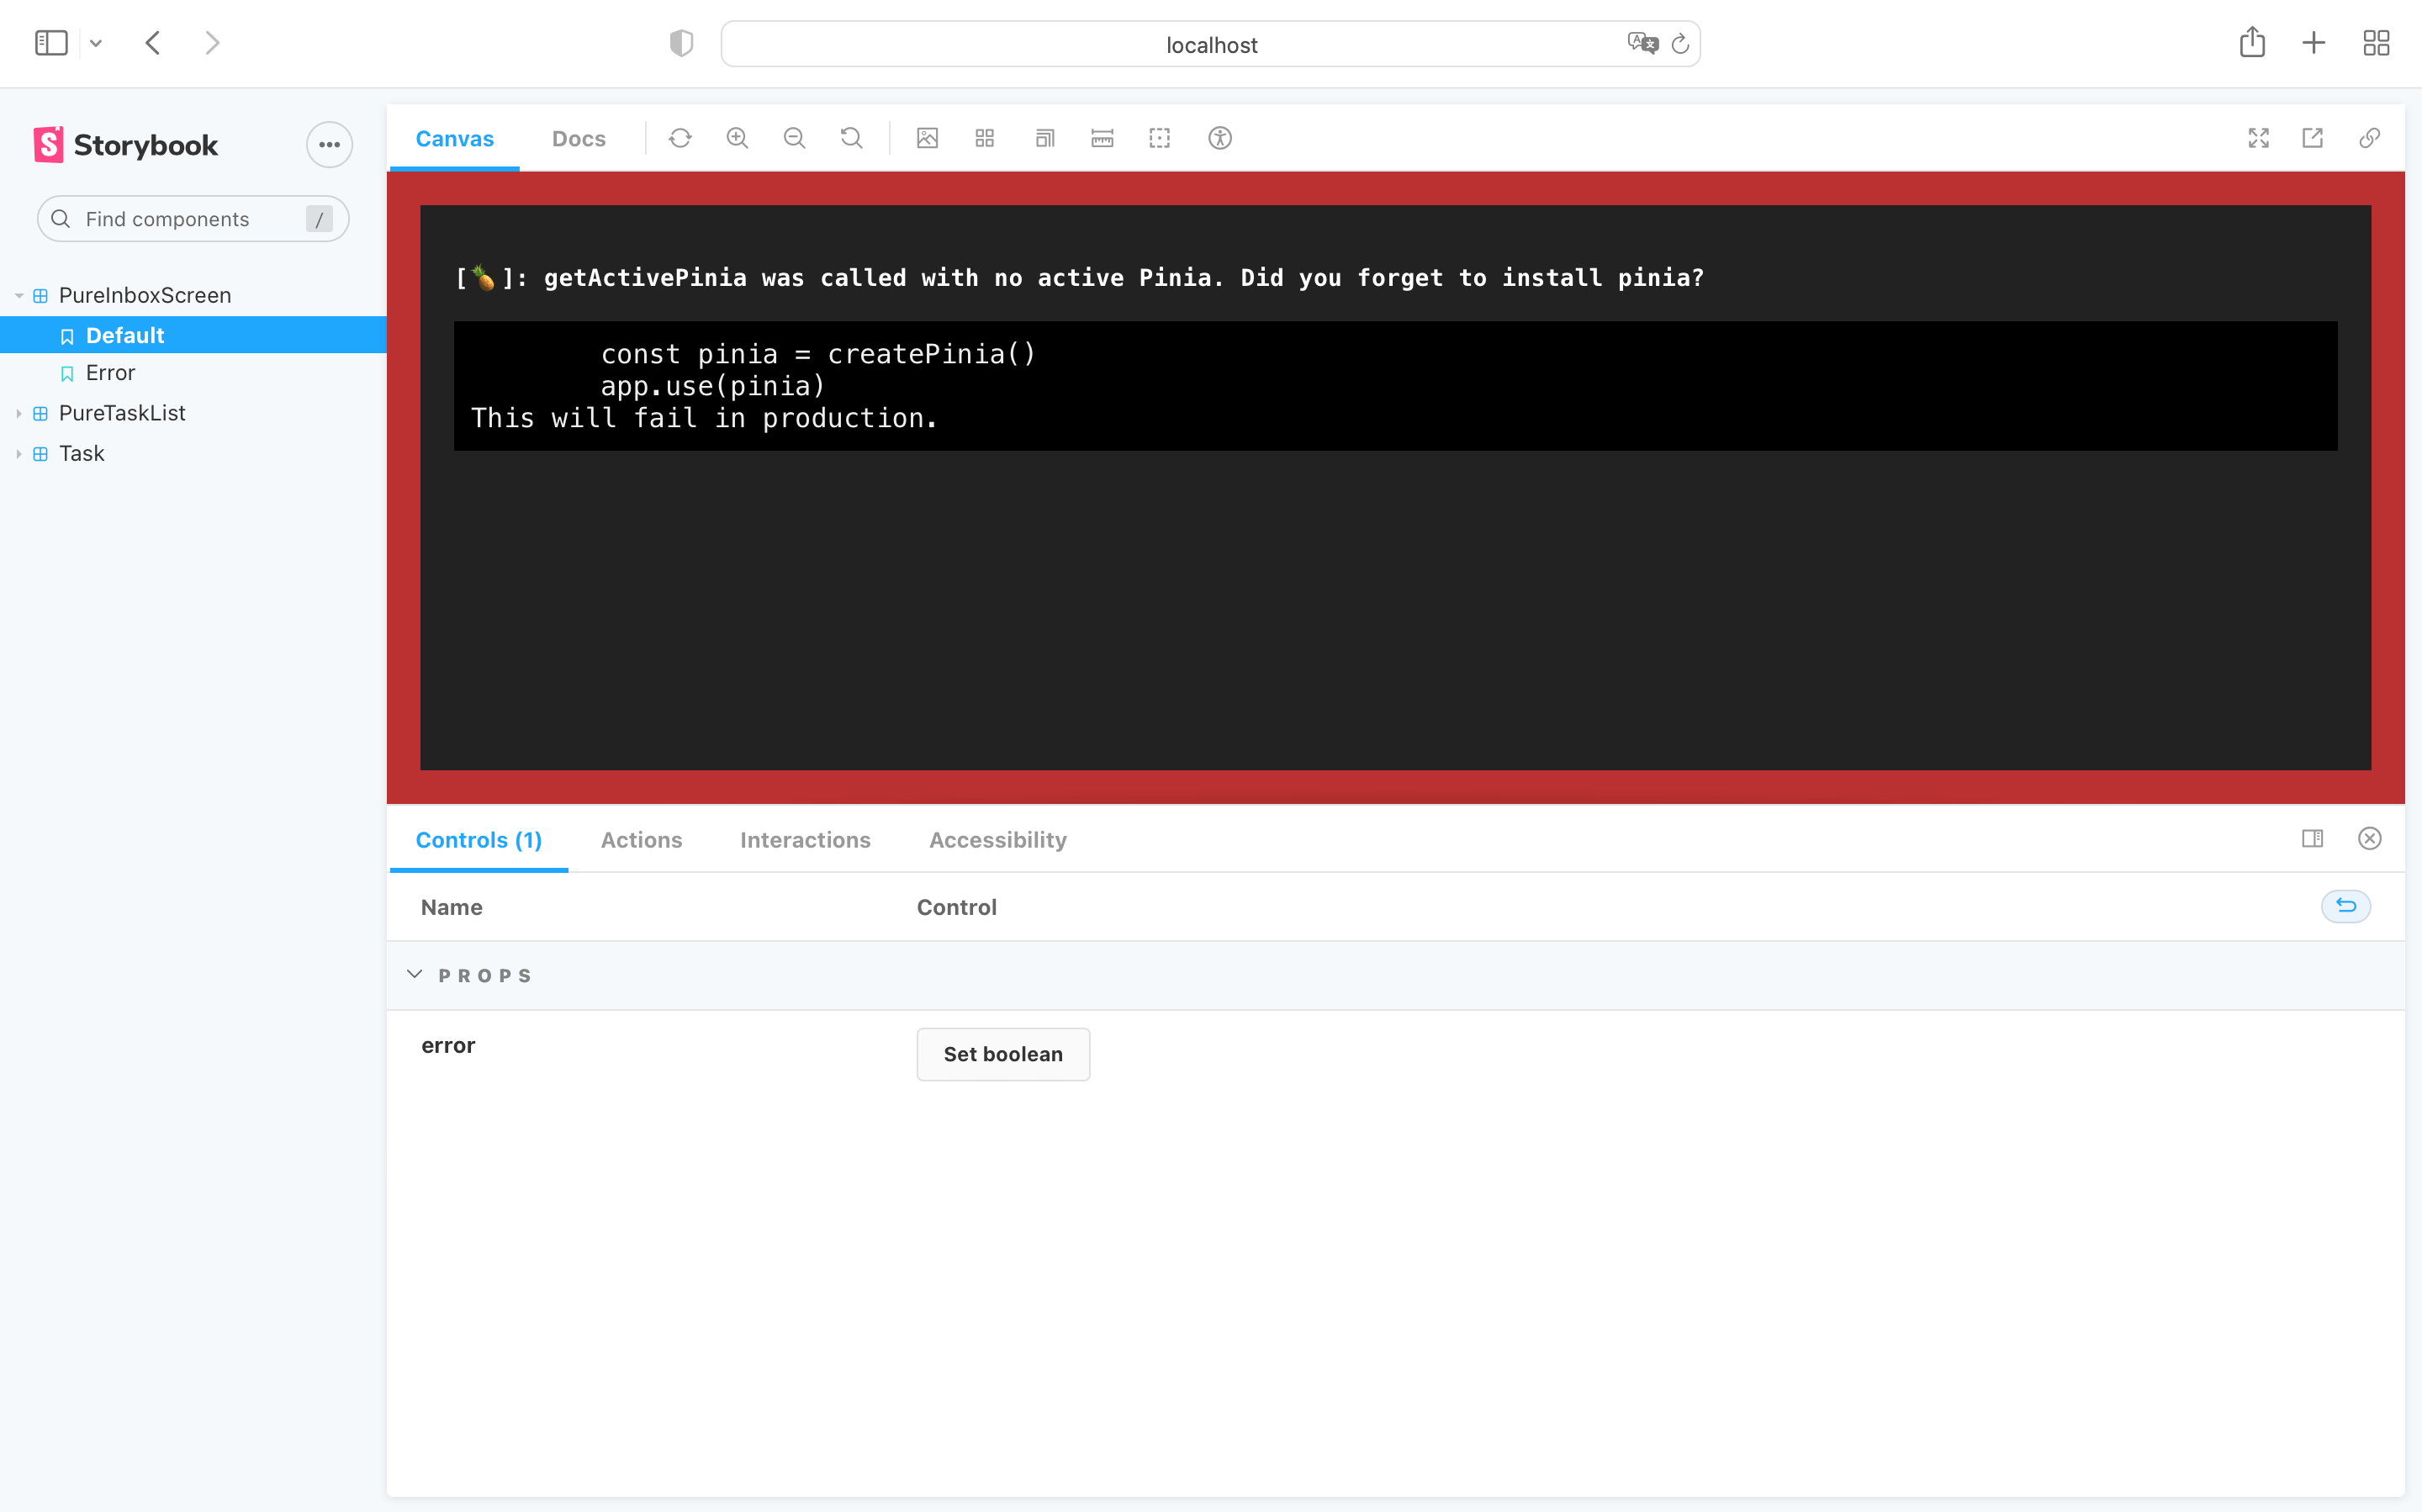 localhost
Storybook
Find components /
PureInboxScreen
Default
Error
PureTaskList
Task
Canvas Docs
[🍍]: getActivePinia was called with no active Pinia. Did you forget to install pinia?
const pinia = createPinia()
app.use(pinia)
This will fail in production.
Controls (1) Actions Interactions Accessibility
Name Control
PROPS
error Set boolean